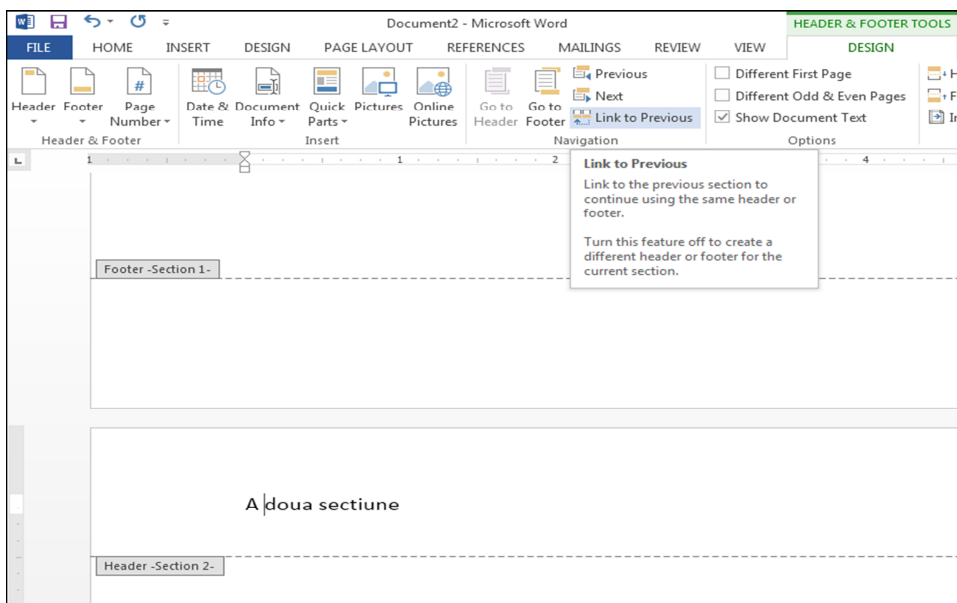 Document2 - Microsoft Word
HEADER & FOOTER TOOLS
FILE HOME INSERT DESIGN PAGE LAYOUT REFERENCES MAILINGS REVIEW VIEW DESIGN
Header Footer Page Number
Header & Footer
Date & Time Document Info Quick Parts Pictures Online Pictures
Insert
Go to Header Go to Footer
Previous
Next
Link to Previous
Navigation
Different First Page
Different Odd & Even Pages
Show Document Text
Options
H
F
1 1 2 4
Link to Previous
Link to the previous section to
continue using the same header or
footer.
Turn this feature off to create a
different header or footer for the
current section.
Footer -Section 1-
A doua sectiune
Header -Section 2-